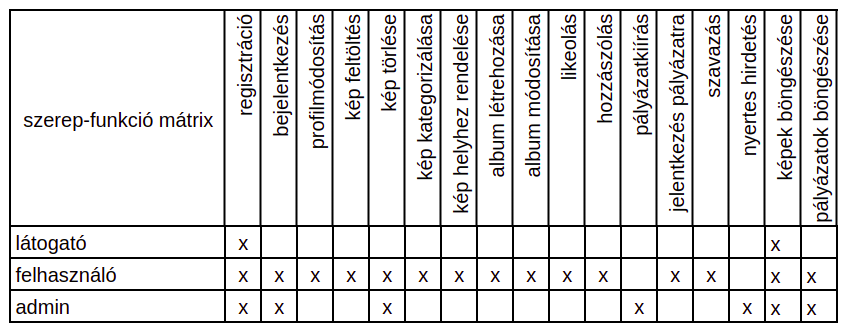 szerep-funkció mátrix
regisztráció
bejelentkezés
profilmódosítás
kép feltöltés
kép törlése
kép kategorizálása
kép helyhez rendelése
album létrehozása
album módosítása
likeolás
hozzászólás
pályázatkiírás
jelentkezés pályázatra
szavazás
nyertes hirdetés
képek böngészése
pályázatok böngészése
látogató x x
felhasználó x x x x x x x x x x x x x x x
admin x x x x x x x